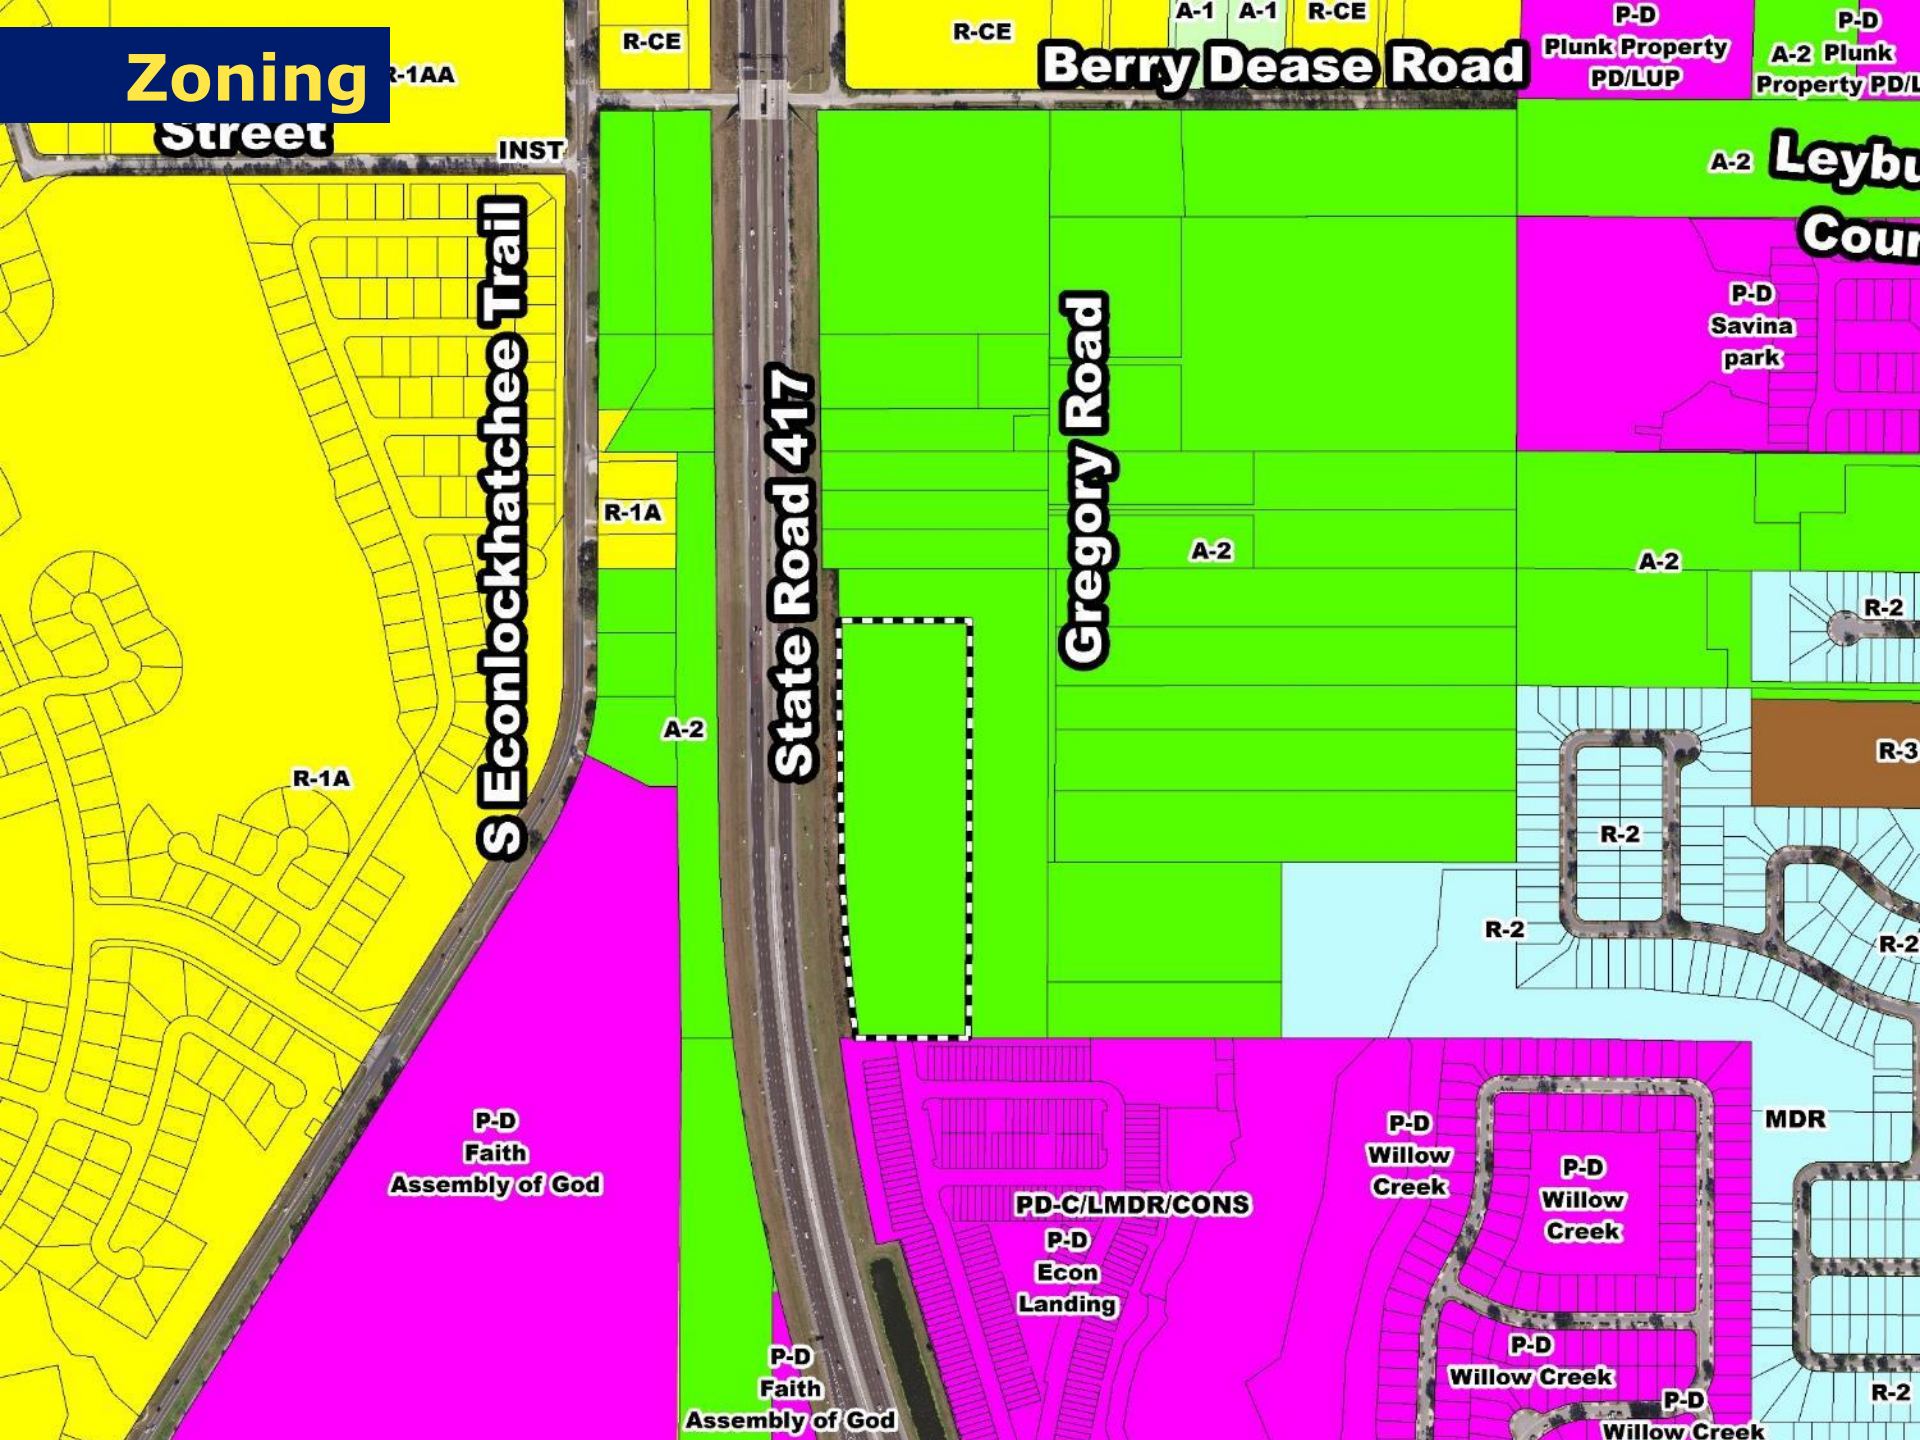 Zoning
R-1AA
Street
INST
R-CE
R-CE
A-1
A-1
R-CE
Berry Dease Road
P-D
Plunk Property
PD/LUP
P-D
A-2 Plunk
Property PD/L
A-2
Leybu
Cour
P-D
Savina
park
S Econlockhatchee Trail
State Road 417
Gregory Road
R-1A
A-2
A-2
R-2
A-2
R-1A
R-3
R-2
R-2
R-2
P-D
Faith
Assembly of God
PD-C/LMDR/CONS
P-D
Econ
Landing
P-D
Willow
Creek
P-D
Willow
Creek
MDR
P-D
Faith
Assembly of God
P-D
Willow Creek
P-D
Willow Creek
R-2